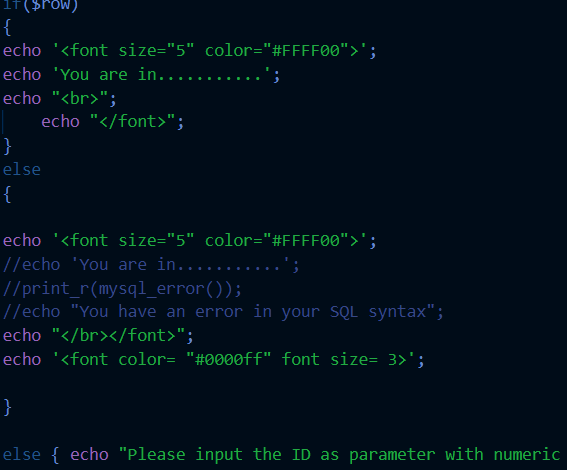 if($row)
{
echo '<font size="5" color="#FFFF00">';
echo 'You are in...........';
echo "<br>";
    echo "</font>";
}
else
{

echo '<font size="5" color="#FFFF00">';
//echo 'You are in...........';
//print_r(mysql_error());
//echo "You have an error in your SQL syntax";
echo "</br></font>";
echo '<font color= "#0000ff" font size= 3>';

}

else { echo "Please input the ID as parameter with numeric